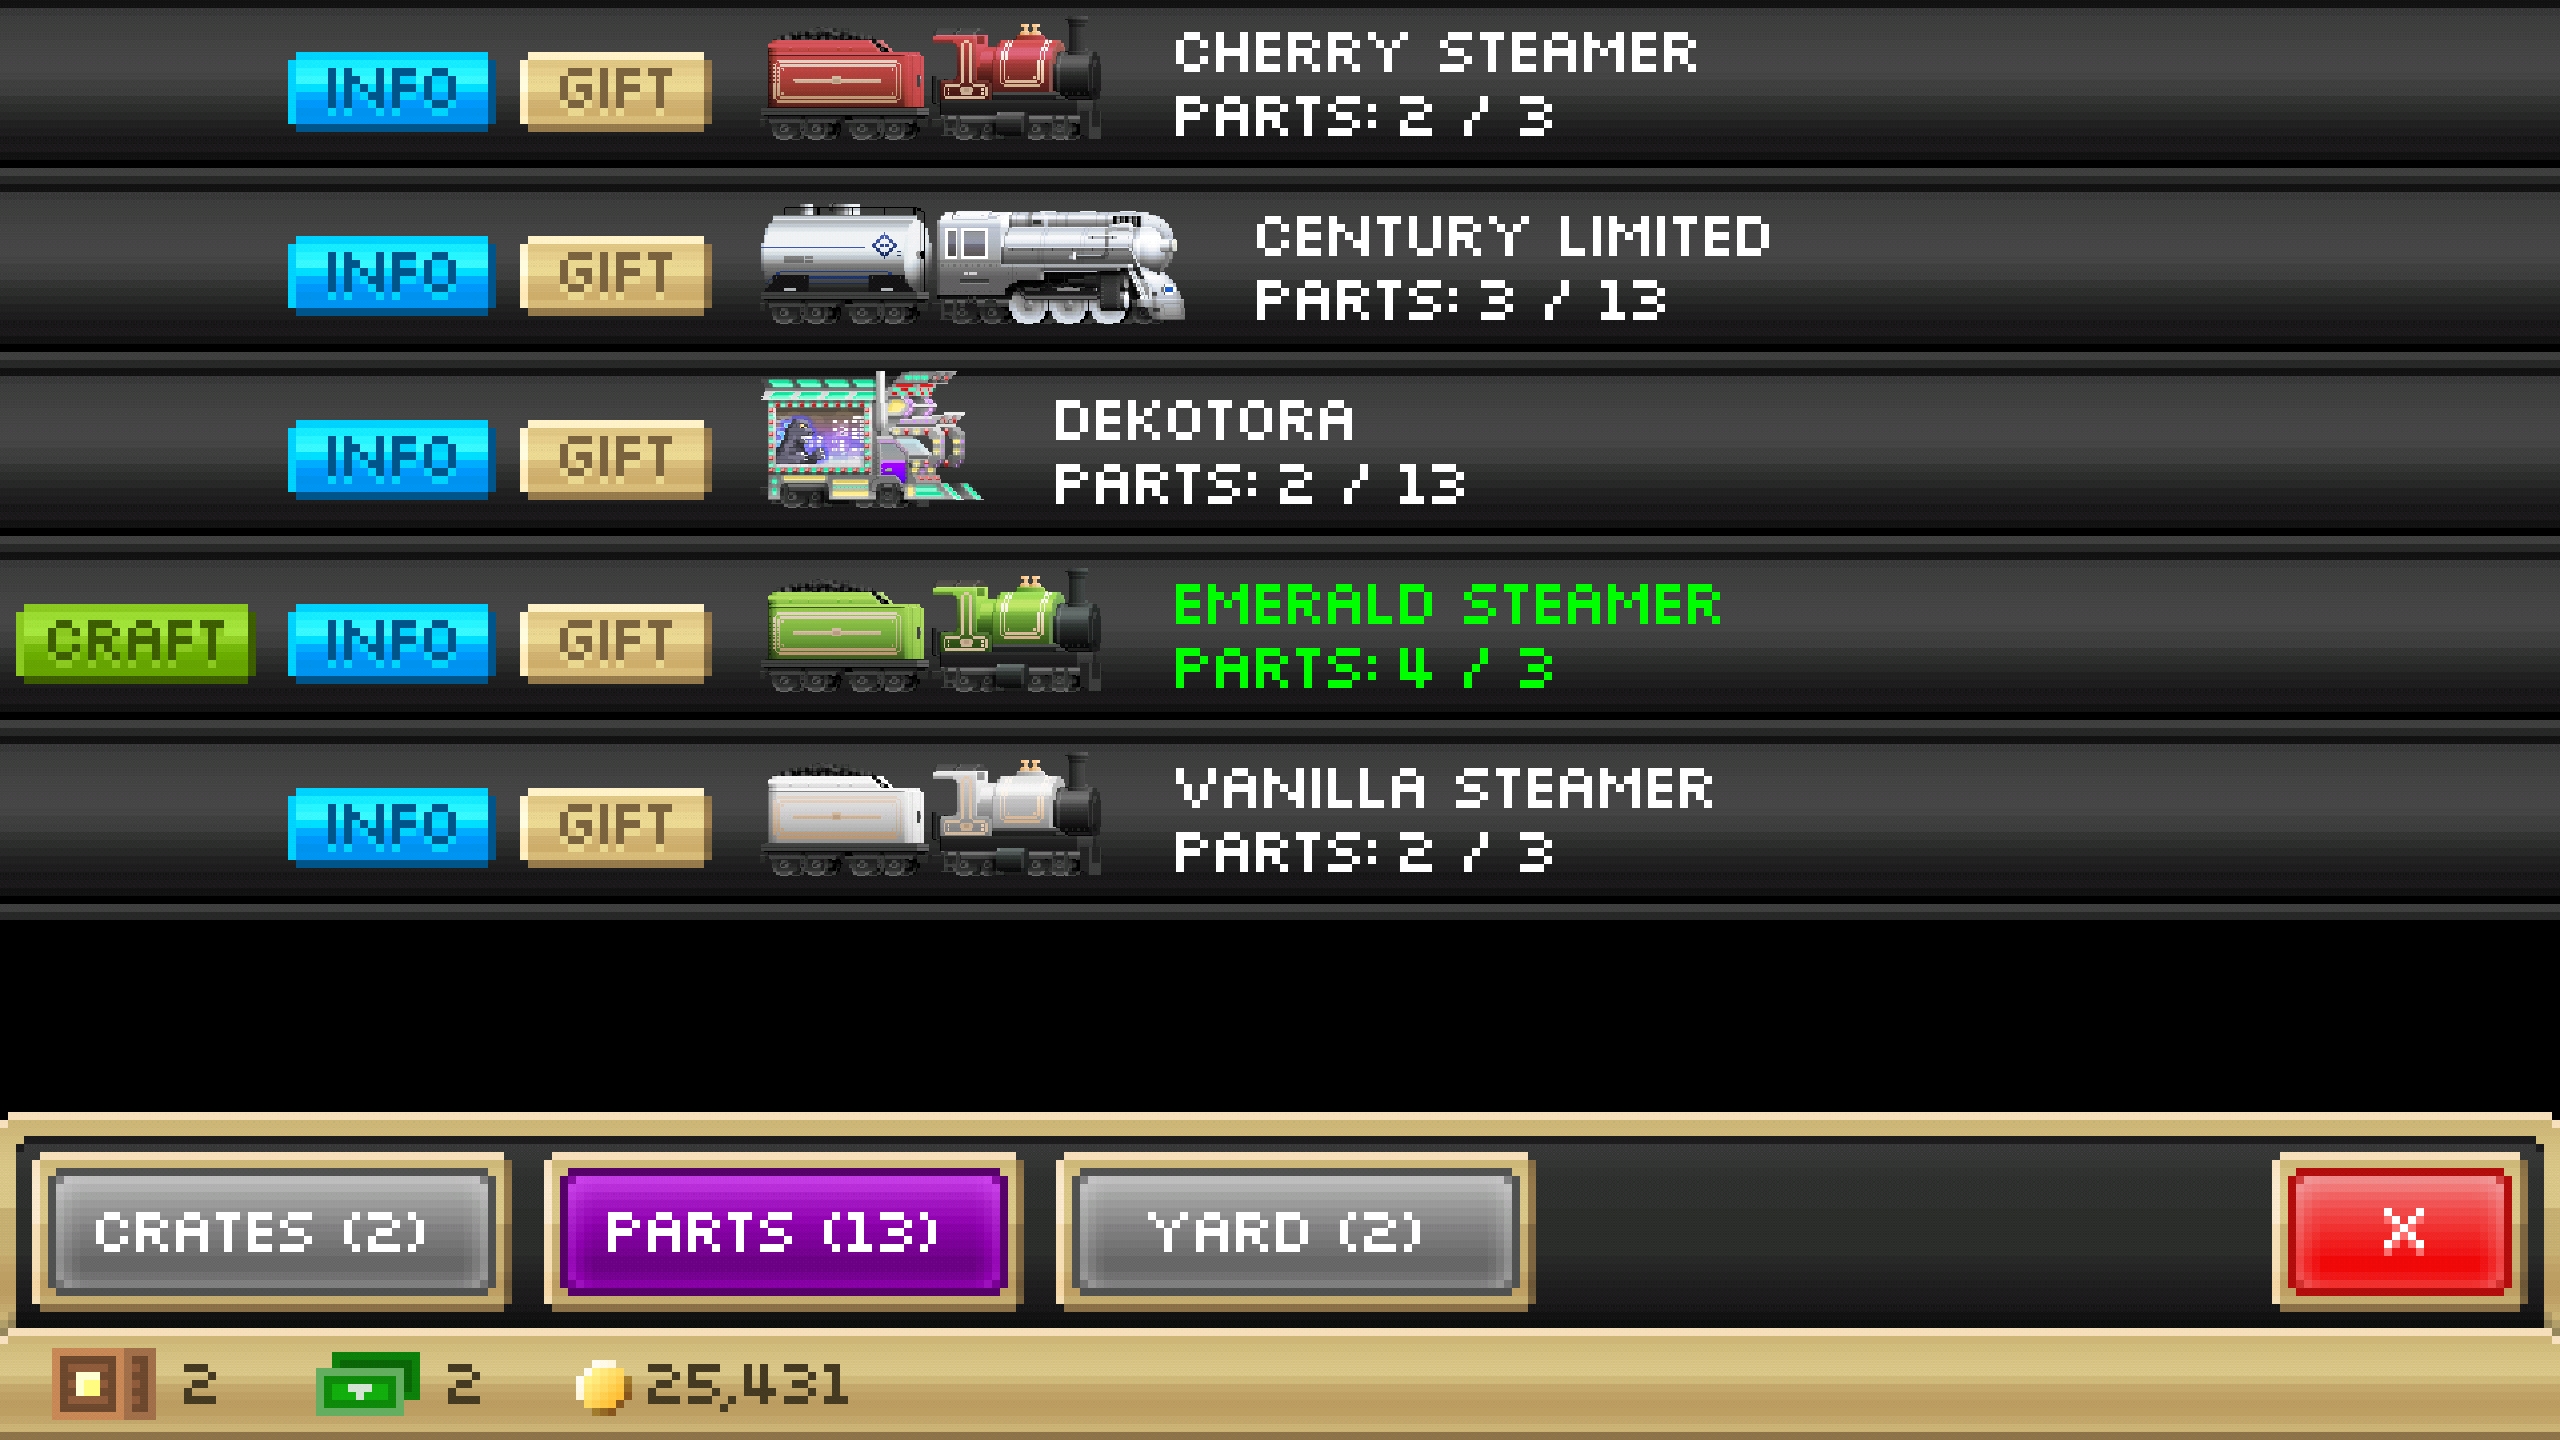 INFO GIFT CHERRY STEAMER
PARTS: 2 / 3
INFO GIFT CENTURY LIMITED
PARTS: 3 / 13
INFO GIFT DEKOTORA
PARTS: 2 / 13
CRAFT INFO GIFT EMERALD STEAMER
PARTS: 4 / 3
INFO GIFT VANILLA STEAMER
PARTS: 2 / 3
CRATES (2) PARTS (13) YARD (2) X
2 2 25,431